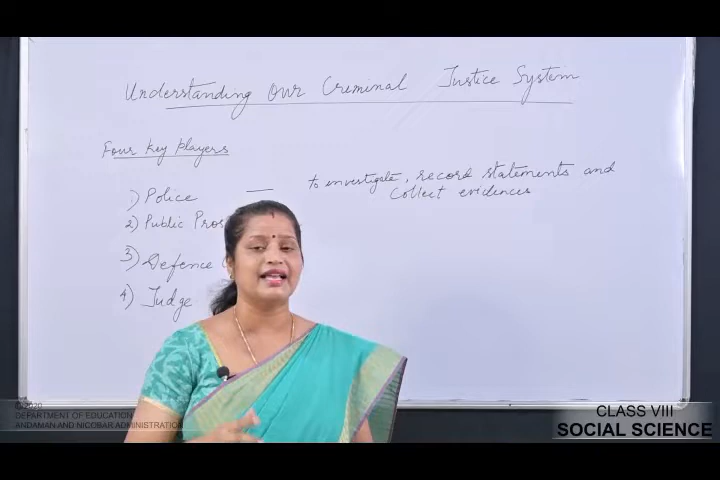 Understanding Our Criminal Justice System
Four Key Players
1) Police — to investigate, record statements and
collect evidences
2) Public Pros
3) Defence
4) Judge
© 2020
DEPARTMENT OF EDUCATION
ANDAMAN AND NICOBAR ADMINISTRATION
CLASS VIII
SOCIAL SCIENCE